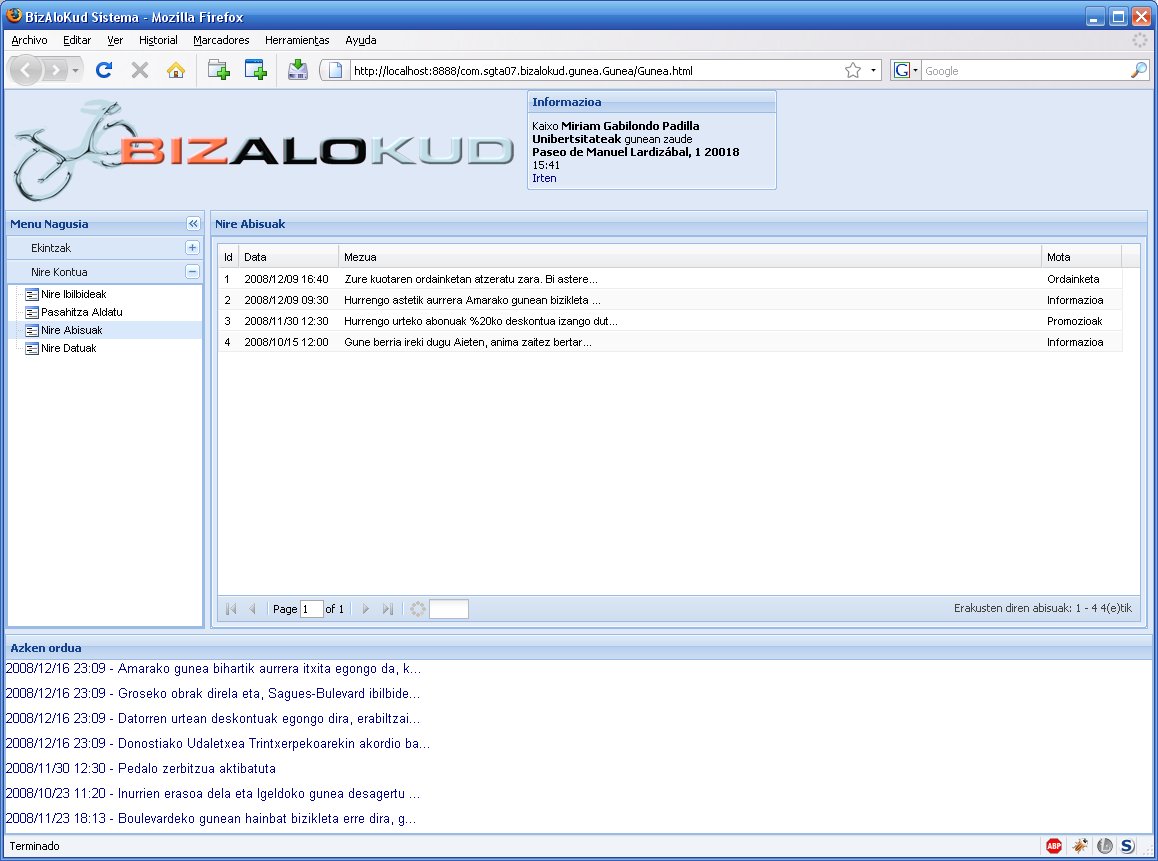 BizAloKud Sistema - Mozilla Firefox
Archivo Editar Ver Historial Marcadores Herramientas Ayuda
http://localhost:8888/com.sgta07.bizalokud.gunea.Gunea/Gunea.html
G Google
BIZALOKUD
Informazioa
Kaixo Miriam Gabilondo Padilla
Unibertsitateak gunean zaude
Paseo de Manuel Lardizábal, 1 20018
15:41
Irten
Menu Nagusia
Ekintzak
Nire Kontua
Nire Ibilbideak
Pasahitza Aldatu
Nire Abisuak
Nire Datuak
Nire Abisuak
Id Data Mezua Mota
1 2008/12/09 16:40 Zure kuotaren ordainketan atzeratu zara. Bi astere... Ordainketa
2 2008/12/09 09:30 Hurrengo astetik aurrera Amarako gunean bizikleta ... Informazioa
3 2008/11/30 12:30 Hurrengo urteko abonuak %20ko deskontua izango dut... Promozioak
4 2008/10/15 12:00 Gune berria ireki dugu Aieten, anima zaitez bertar... Informazioa
Page 1 of 1
Erakusten diren abisuak: 1 - 4 4(e)tik
Azken ordua
2008/12/16 23:09 - Amarako gunea bihartik aurrera itxita egongo da, k...
2008/12/16 23:09 - Groseko obrak direla eta, Sagues-Bulevard ibilbide...
2008/12/16 23:09 - Datorren urtean deskontuak egongo dira, erabiltzai...
2008/12/16 23:09 - Donostiako Udaletxea Trintxerpekoarekin akordio ba...
2008/11/30 12:30 - Pedalo zerbitzua aktibatuta
2008/10/23 11:20 - Inurrien erasoa dela eta Igeldoko gunea desagertu ...
2008/11/23 18:13 - Boulevardeko gunean hainbat bizikleta erre dira, g...
Terminado
ABP
S